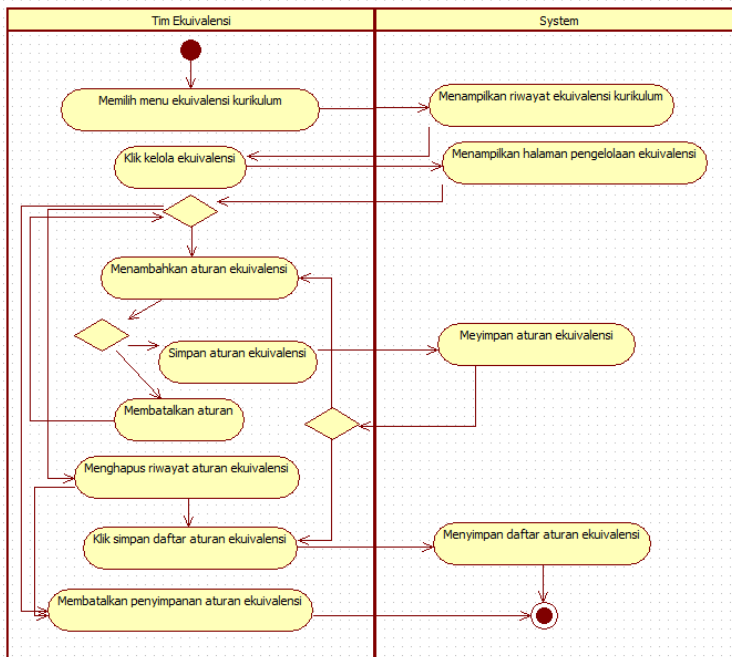 Tim Ekuivalensi
System
Memilih menu ekuivalensi kurikulum
Menampilkan riwayat ekuivalensi kurikulum
Klik kelola ekuivalensi
Menampilkan halaman pengelolaan ekuivalensi
Menambahkan aturan ekuivalensi
Simpan aturan ekuivalensi
Meyimpan aturan ekuivalensi
Membatalkan aturan
Menghapus riwayat aturan ekuivalensi
Klik simpan daftar aturan ekuivalensi
Menyimpan daftar aturan ekuivalensi
Membatalkan penyimpanan aturan ekuivalensi